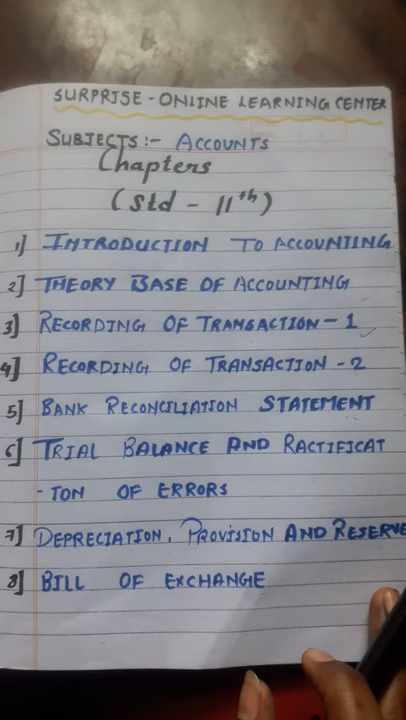 SURPRISE - ONLINE LEARNING CENTER
SUBJECTS:- ACCOUNTS
Chapters
(Std - 11th)
1] INTRODUCTION TO ACCOUNTING
2] THEORY BASE OF ACCOUNTING
3] RECORDING OF TRANSACTION - 1
4] RECORDING OF TRANSACTION - 2
5] BANK RECONCILIATION STATEMENT
6] TRIAL BALANCE AND RACTIFICAT
- TON OF ERRORS
7] DEPRECIATION, PROVISION AND RESERVE
8] BILL OF EXCHANGE